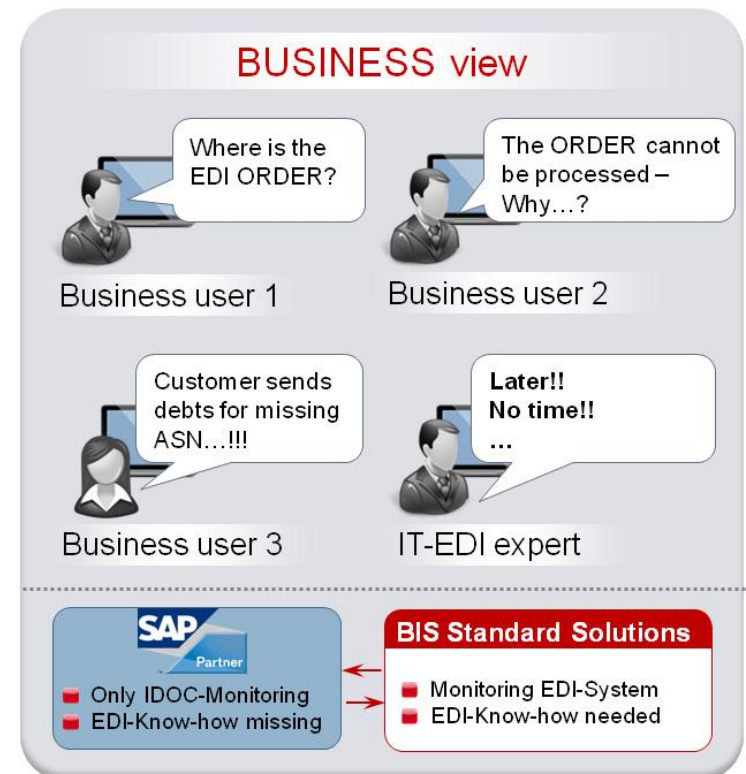 BUSINESS view
Where is the
EDI ORDER?
Business user 1
The ORDER cannot
be processed –
Why...?
Business user 2
Customer sends
debts for missing
ASN...!!!
Business user 3
Later!!
No time!!
...
IT-EDI expert
SAP
Partner
Only IDOC-Monitoring
EDI-Know-how missing
BIS Standard Solutions
Monitoring EDI-System
EDI-Know-how needed